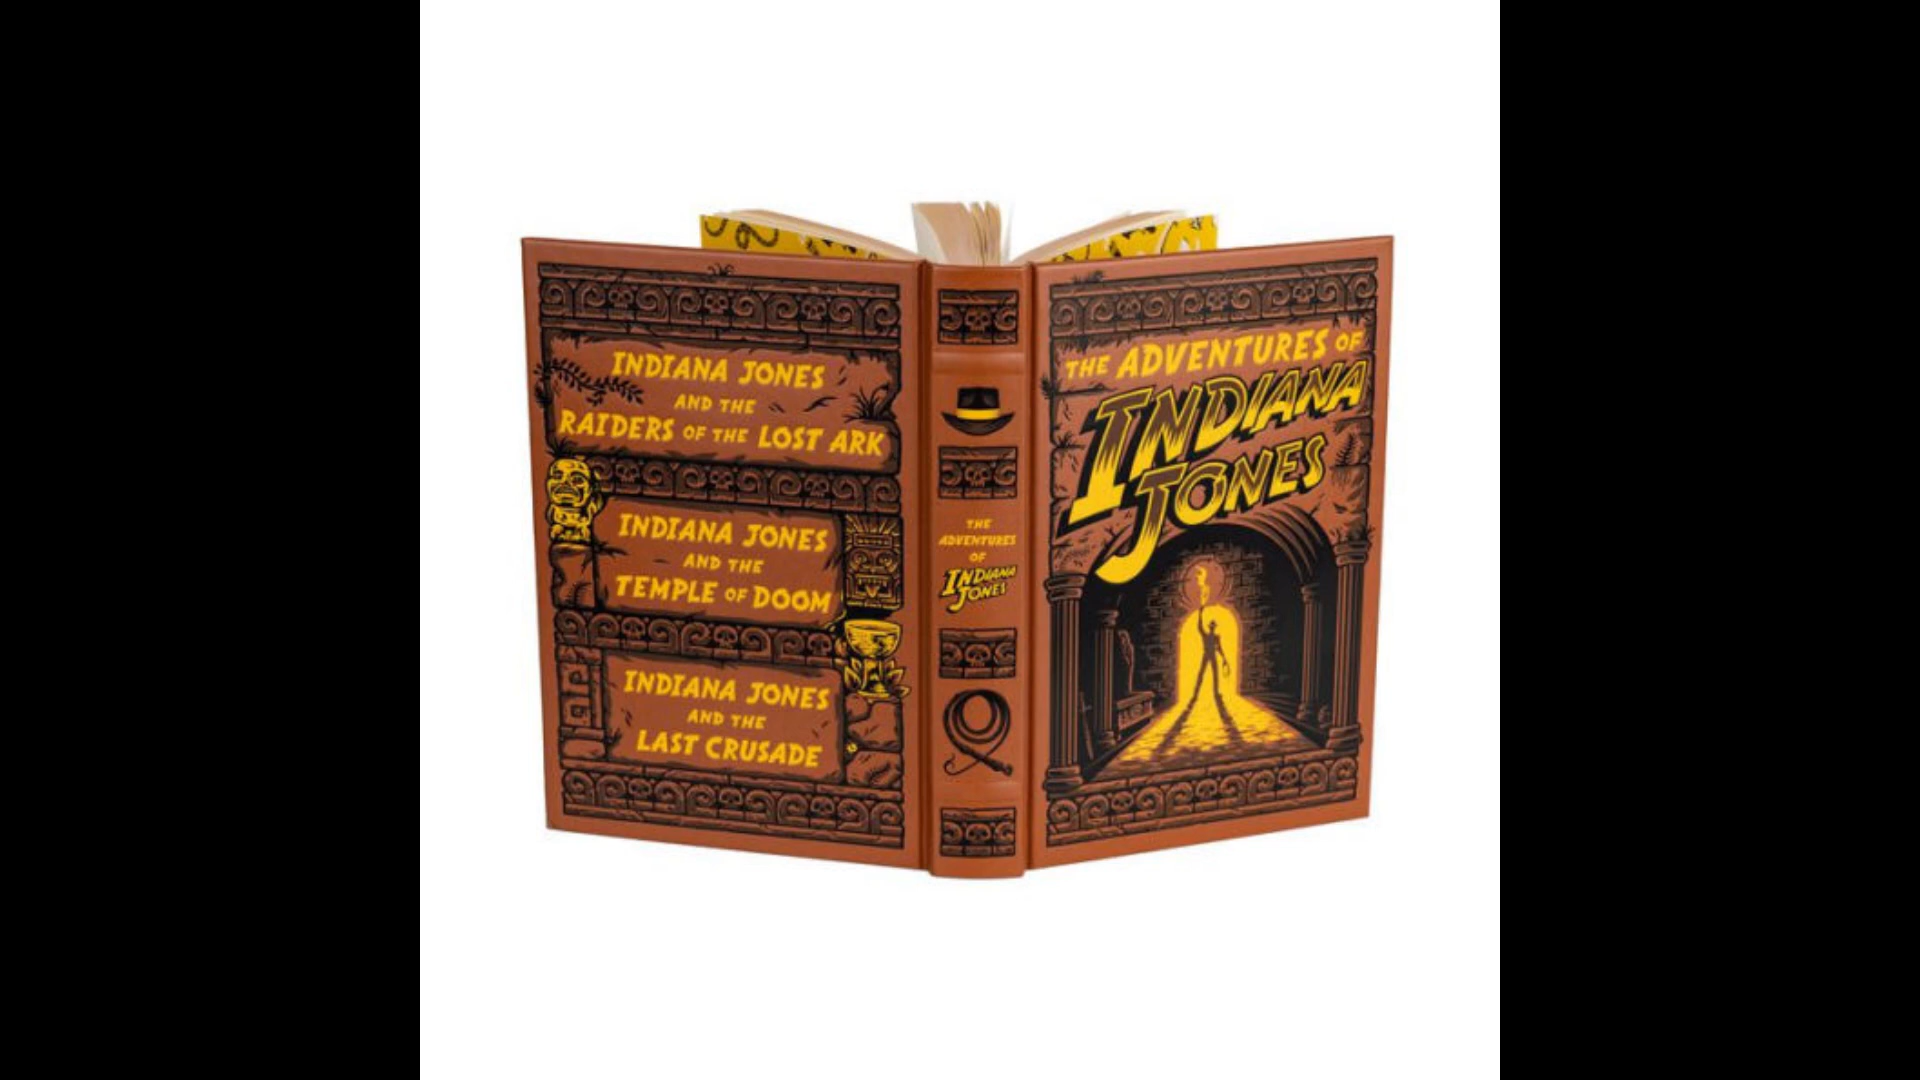 INDIANA JONES
AND THE
RAIDERS OF THE LOST ARK
INDIANA JONES
AND THE
TEMPLE OF DOOM
INDIANA JONES
AND THE
LAST CRUSADE
THE
ADVENTURES
OF
INDIANA
JONES
THE ADVENTURES OF
INDIANA
JONES